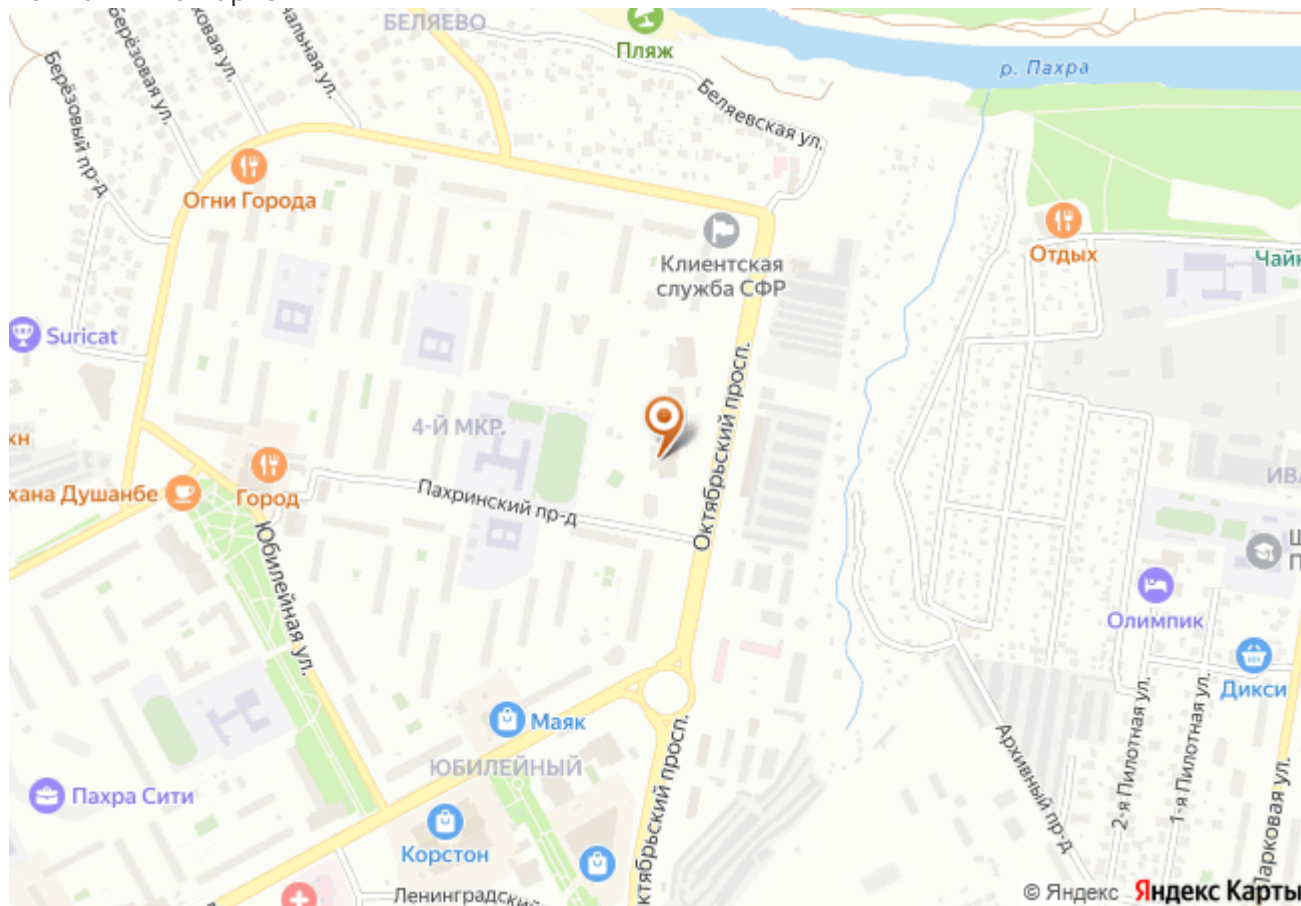 БЕЛЯЕВО
Пляж
р. Пахра
Берёзовая ул.
Берёзовый пр-д
Беляевская ул.
Огни Города
Отдых
Клиентская
служба СФР
Suricat
Октябрьский просп.
4-Й МКР.
Город
Пахринский пр-д
Юбилейная ул.
Олимпик
Дикси
Маяк
ЮБИЛЕЙНЫЙ
Октябрьский просп.
Архивный пр-д
2-я Пилотная ул.
1-я Пилотная ул.
Парковая ул.
Пахра Сити
Корстон
© Яндекс Яндекс Карты